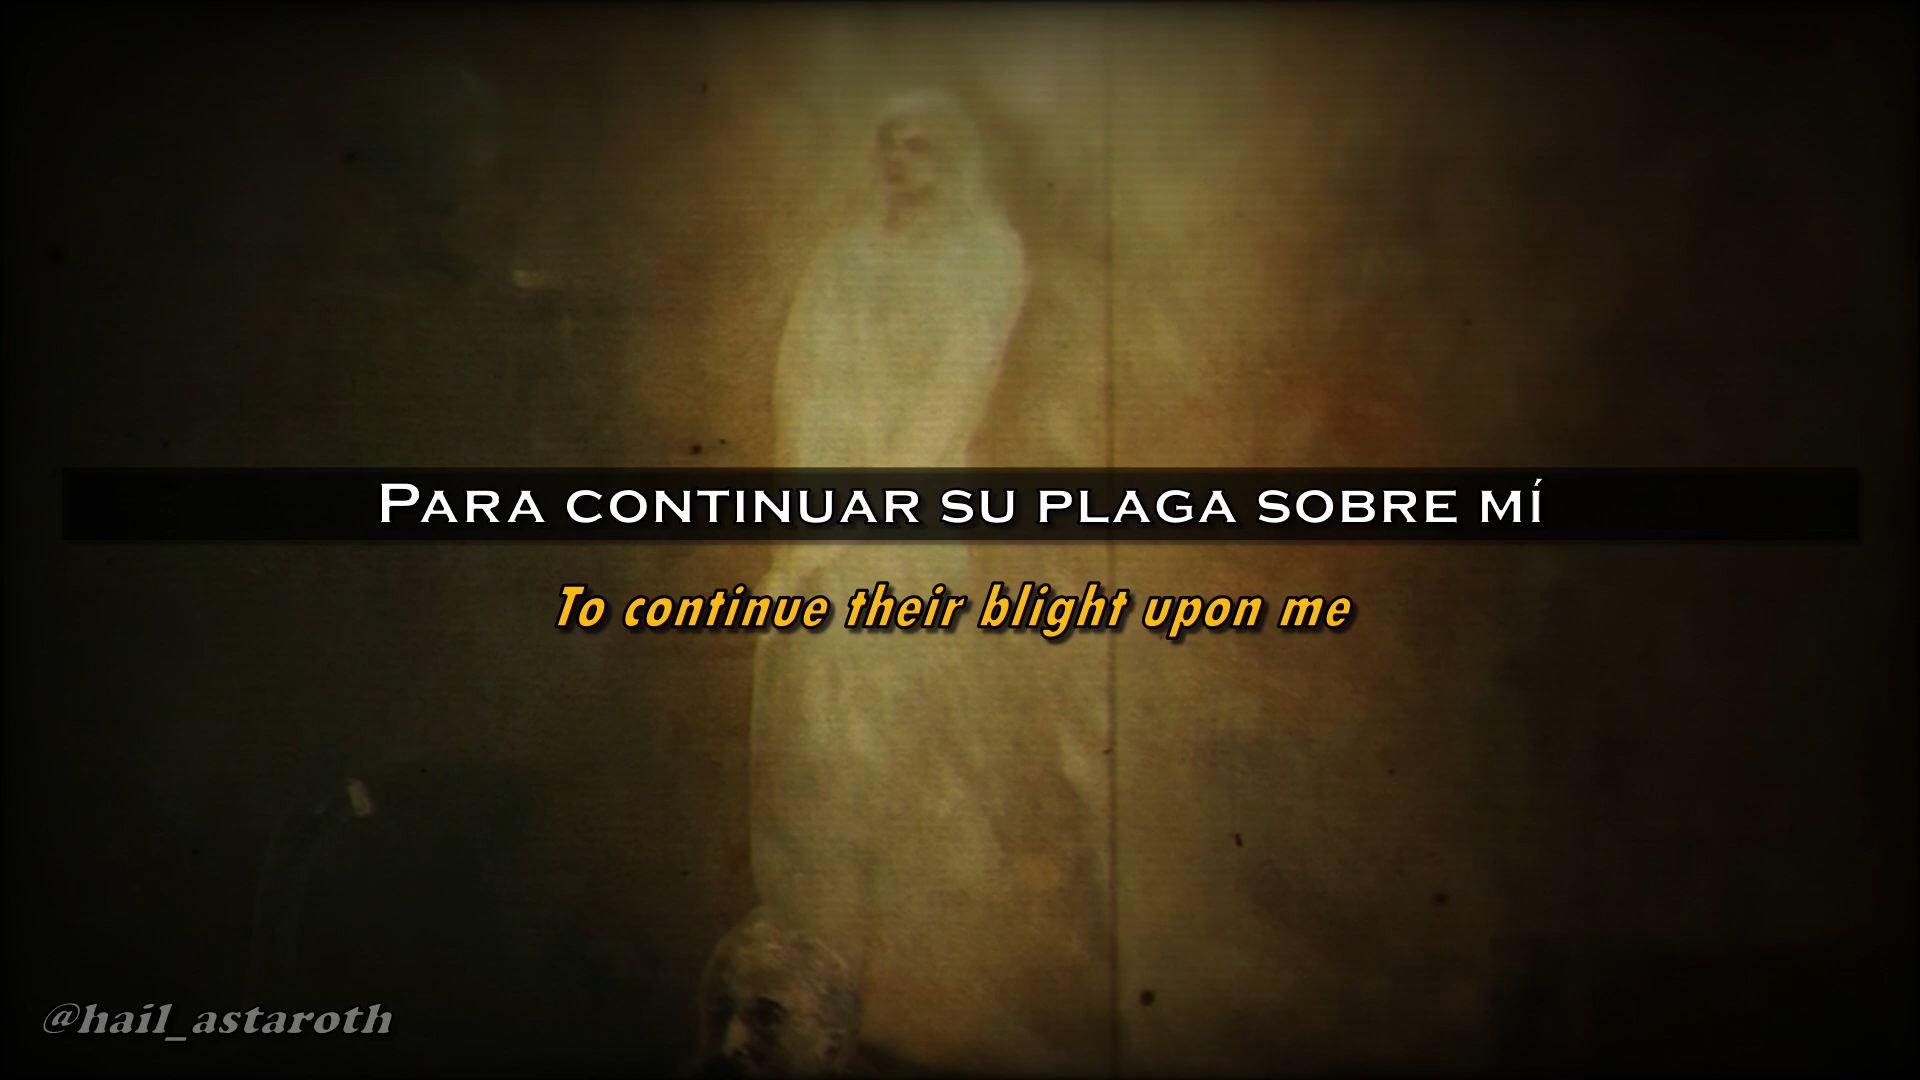 Para continuar su plaga sobre mí
To continue their blight upon me
@hail_astaroth